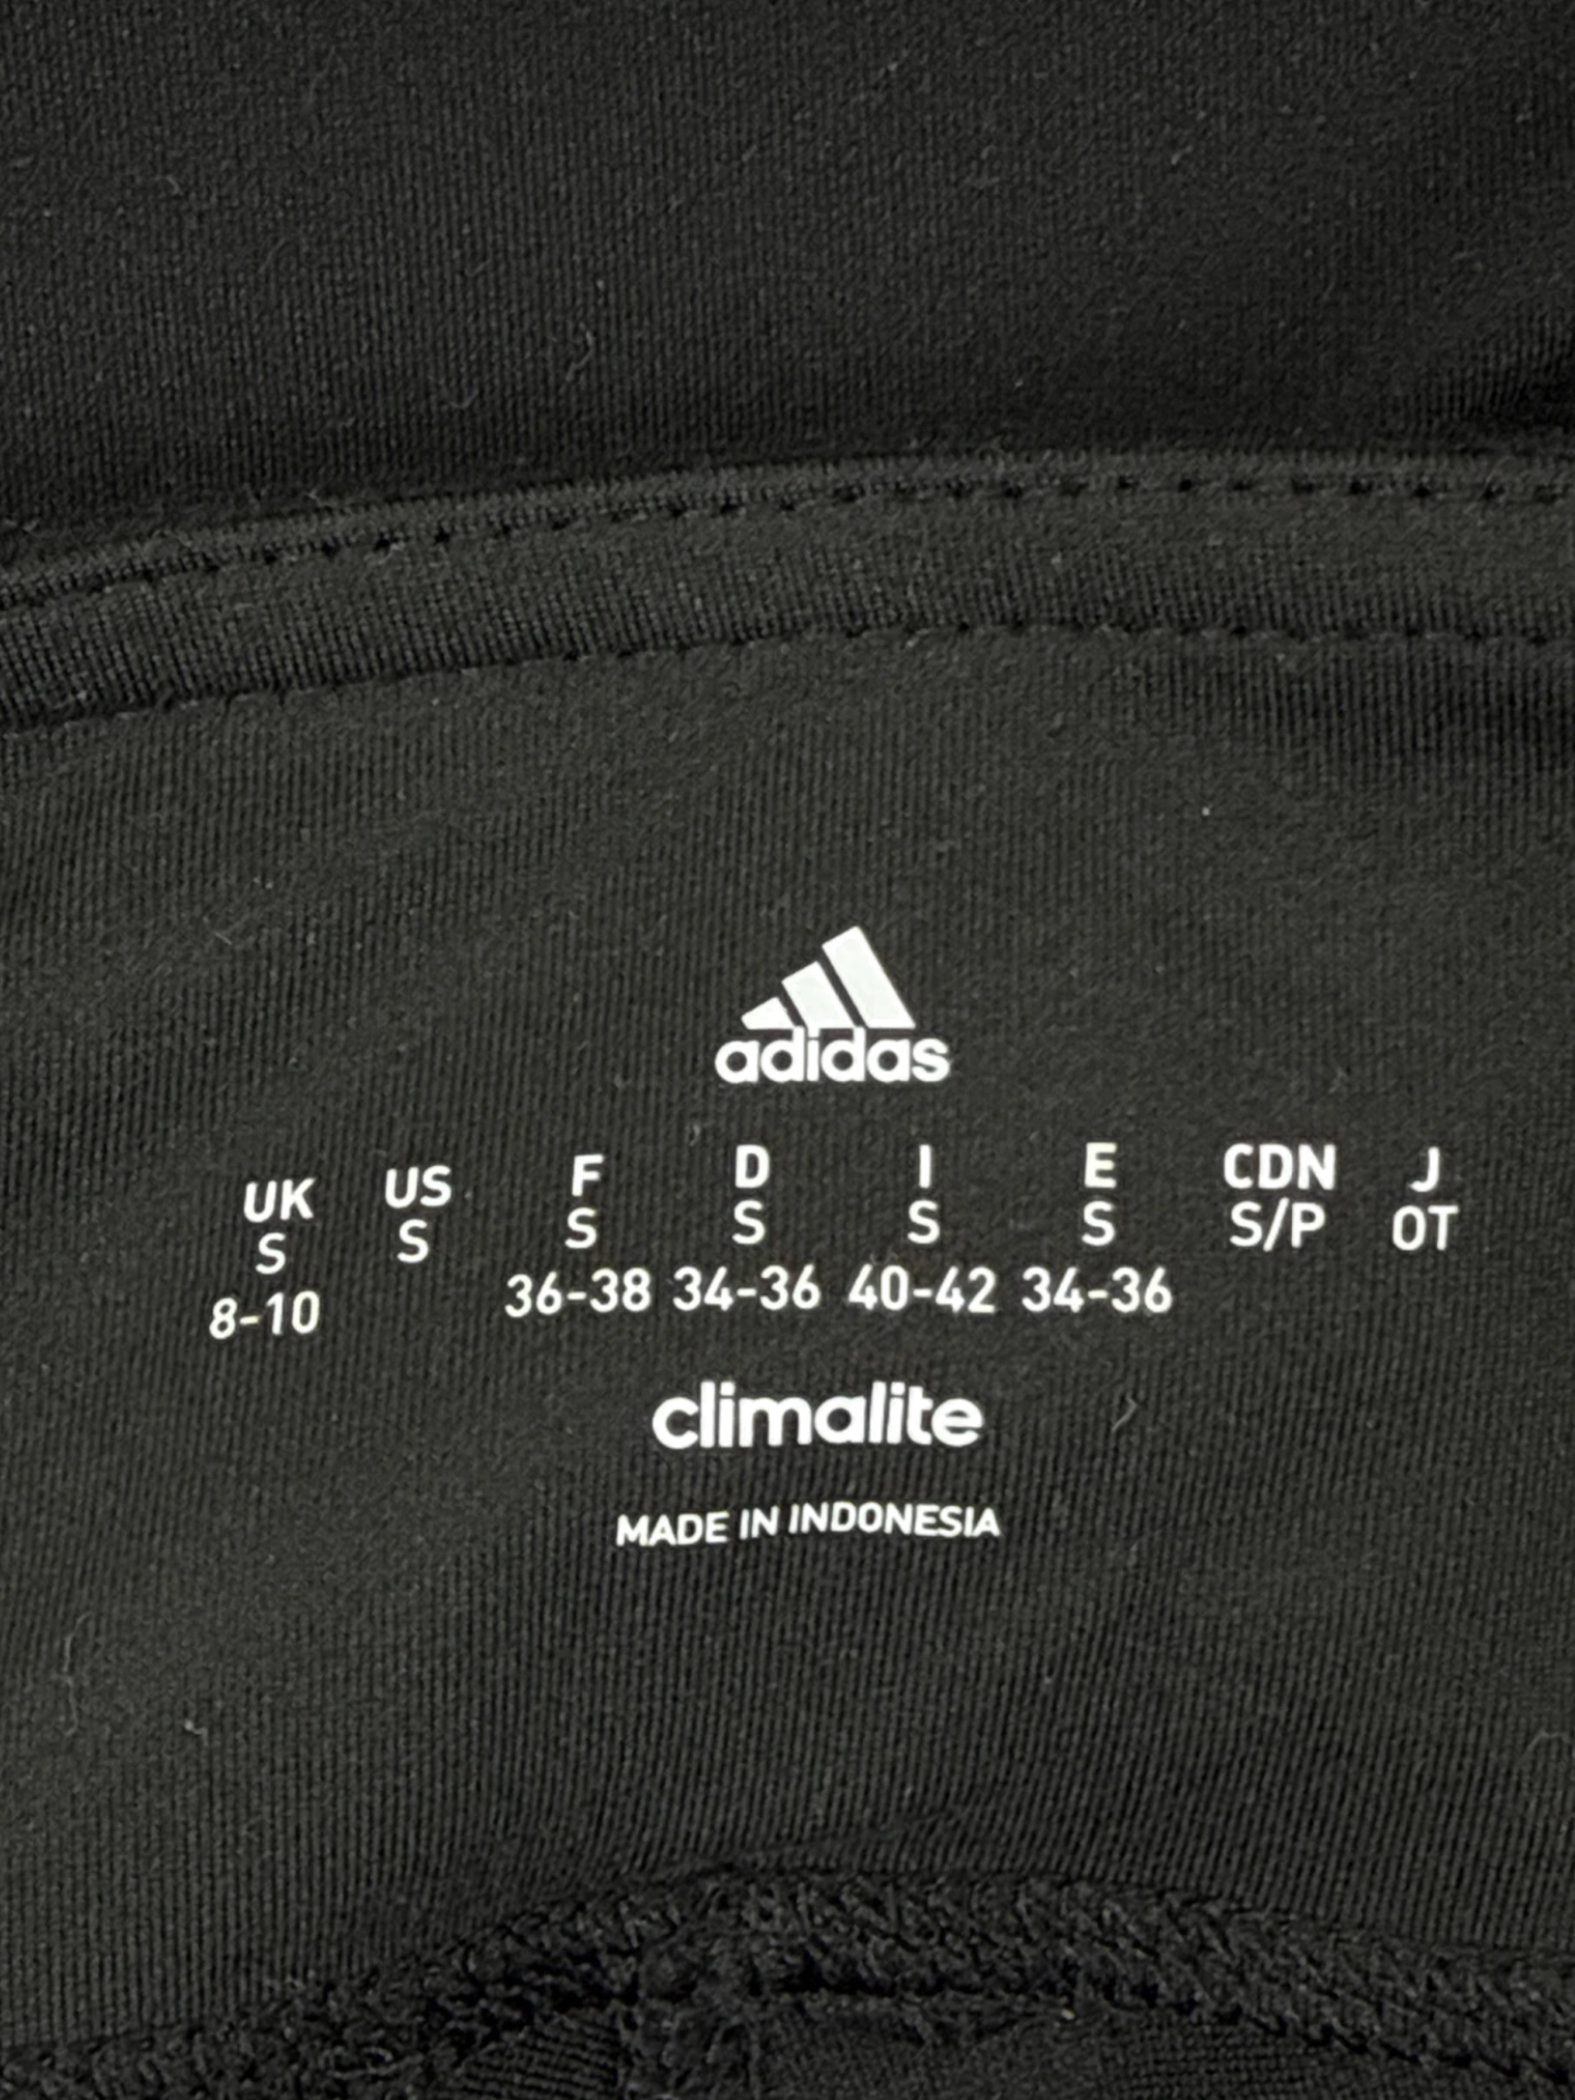 adidas
UK US F D I E CDN J
S S S S S S S/P OT
8-10 36-38 34-36 40-42 34-36
climalite
MADE IN INDONESIA